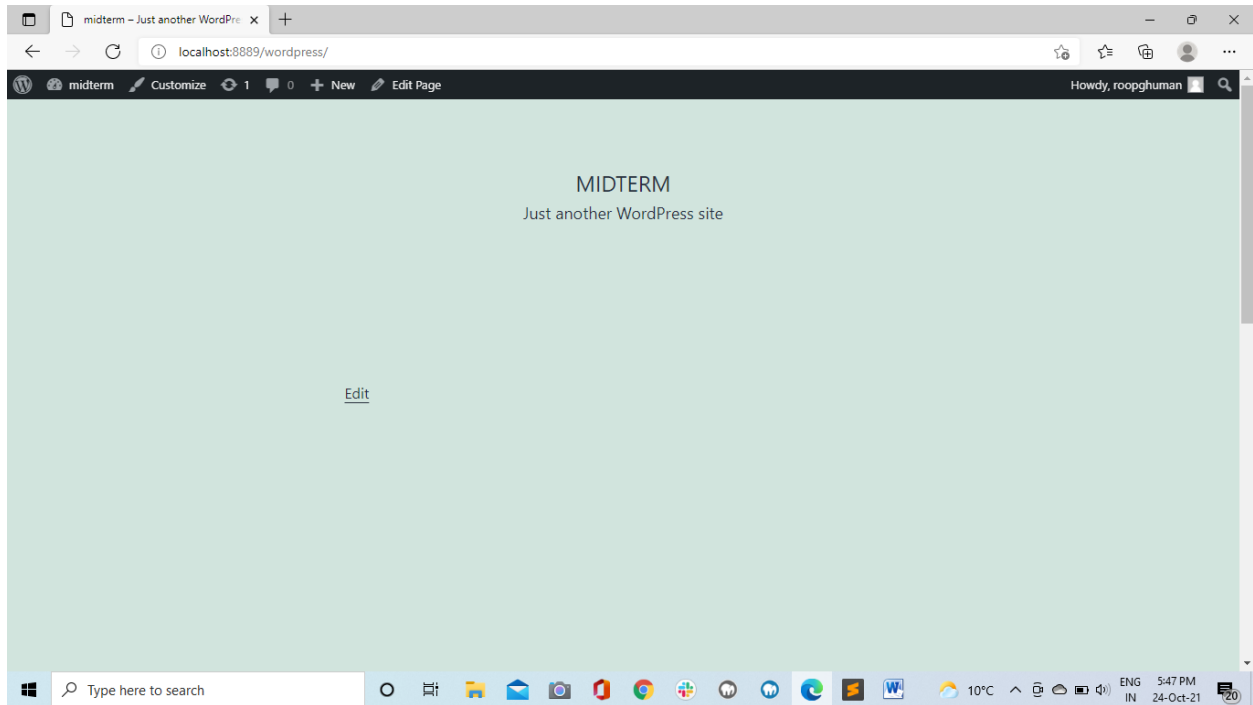 midterm – Just another WordPre
localhost:8889/wordpress/
midterm Customize 1 0 New Edit Page Howdy, roopghuman
MIDTERM
Just another WordPress site
Edit
Type here to search 10°C ENG 5:47 PM
IN 24-Oct-21 20